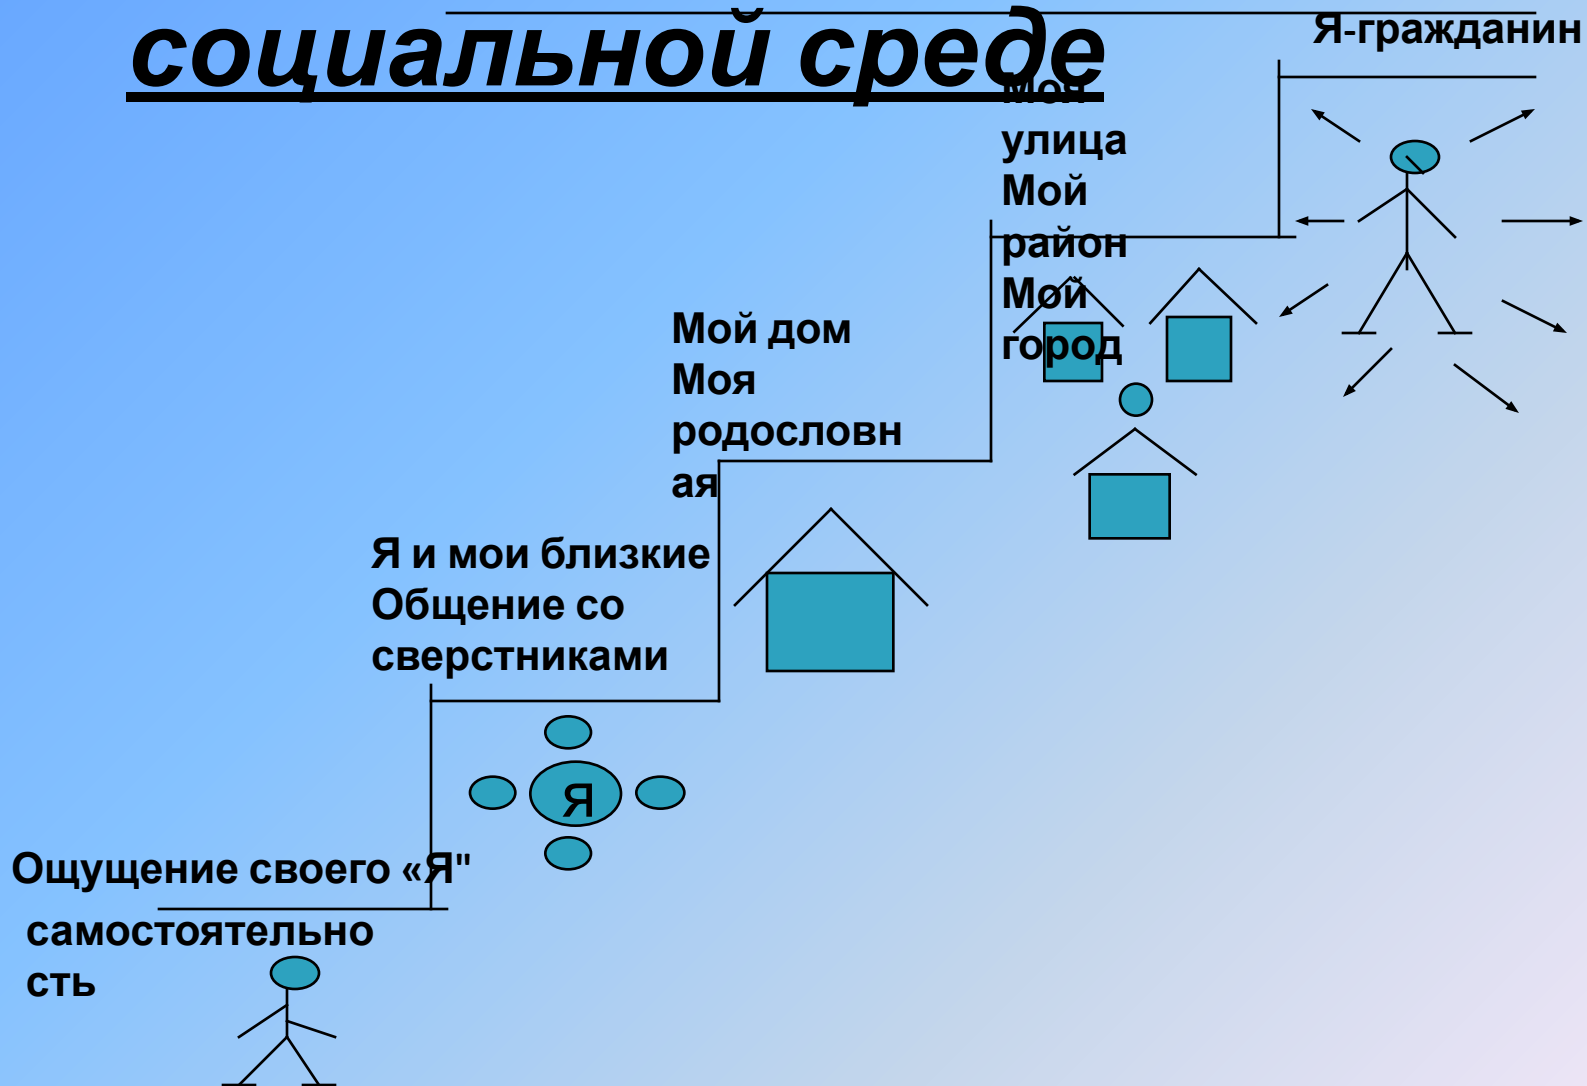 социальной среде
Я-гражданин
Моя
улица
Мой
район
Мой
город
Мой дом
Моя
родословн
ая
Я и мои близкие
Общение со
сверстниками
Я
Ощущение своего «Я"
самостоятельно
сть